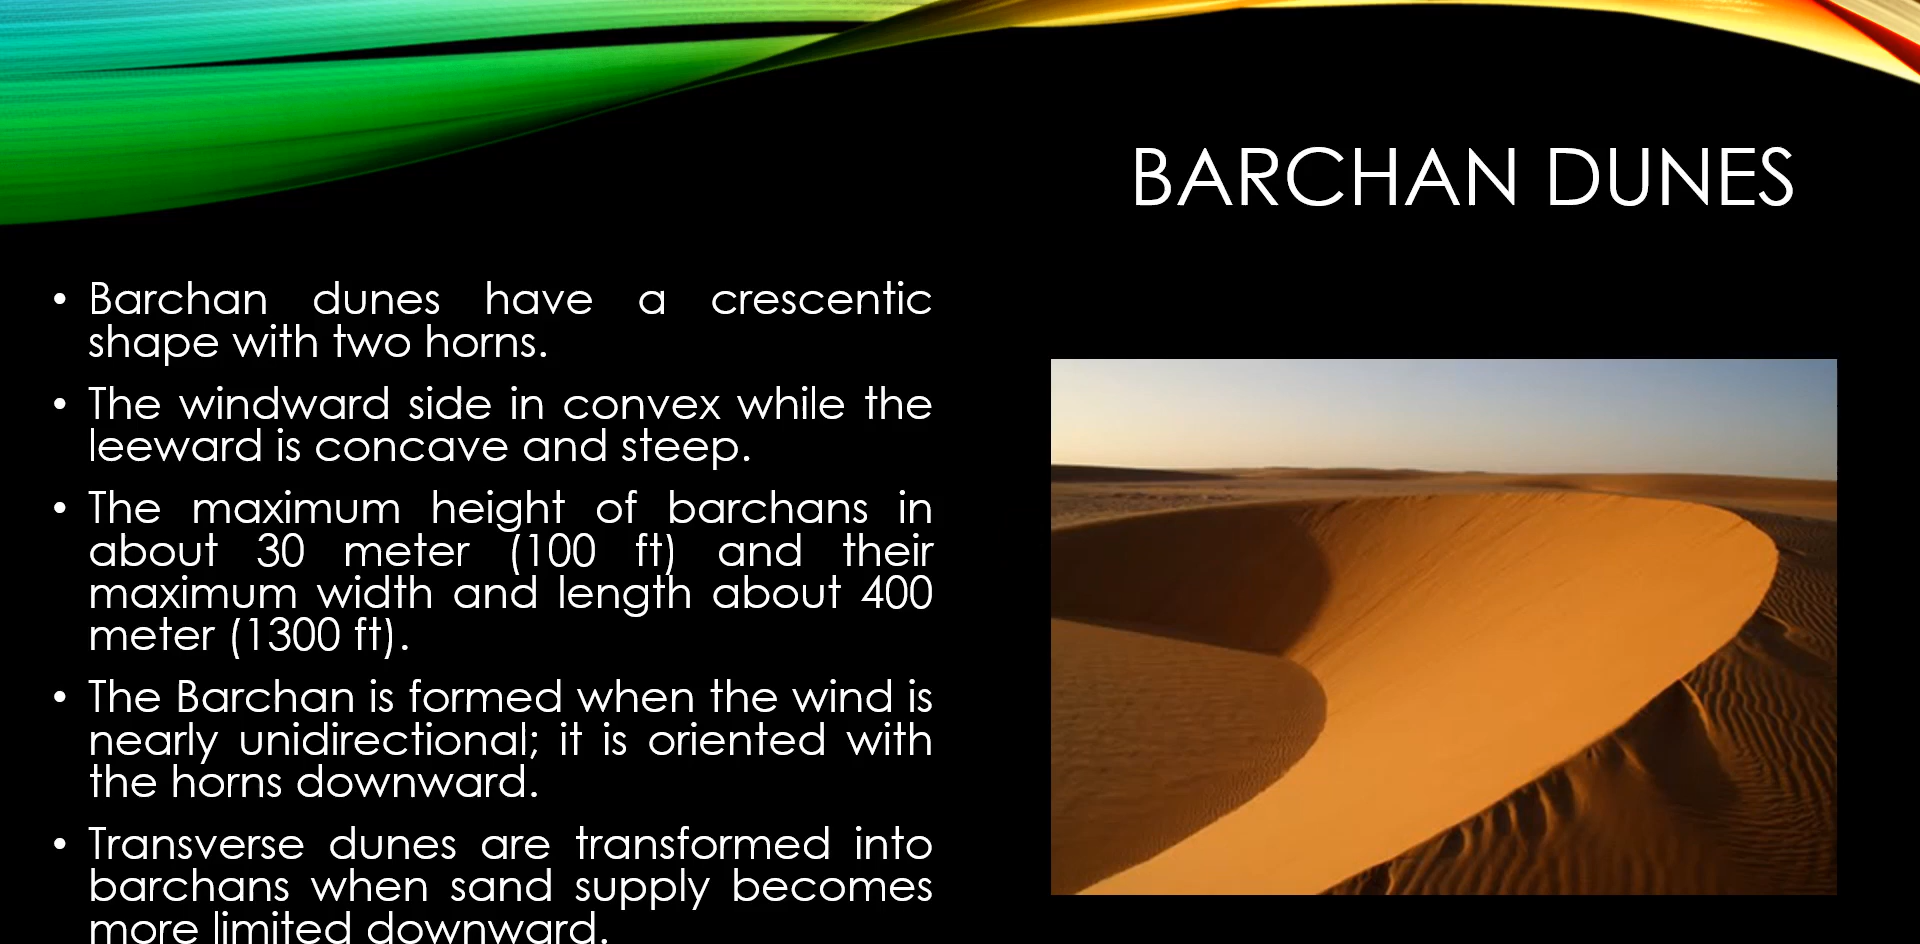 BARCHAN DUNES
• Barchan dunes have a crescentic
shape with two horns.
• The windward side in convex while the
leeward is concave and steep.
• The maximum height of barchans in
about 30 meter (100 ft) and their
maximum width and length about 400
meter (1300 ft).
• The Barchan is formed when the wind is
nearly unidirectional; it is oriented with
the horns downward.
• Transverse dunes are transformed into
barchans when sand supply becomes
more limited downward.